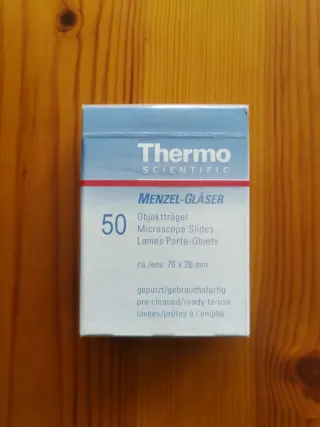 Thermo
SCIENTIFIC
MENZEL-GLÄSER
50 Objektträger
Microscope Slides
Lames Porte-Objets
ca./env. 76 x 26 mm
geputzt/gebrauchsfertig
pre-cleaned/ready-to-use
lavées/prêtes à l'emploi